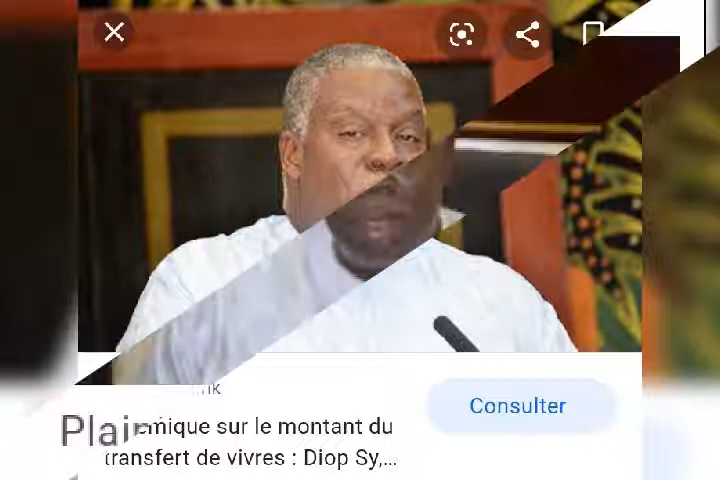 Consulter
Plai
émique sur le montant du
transfert de vivres : Diop Sy,...